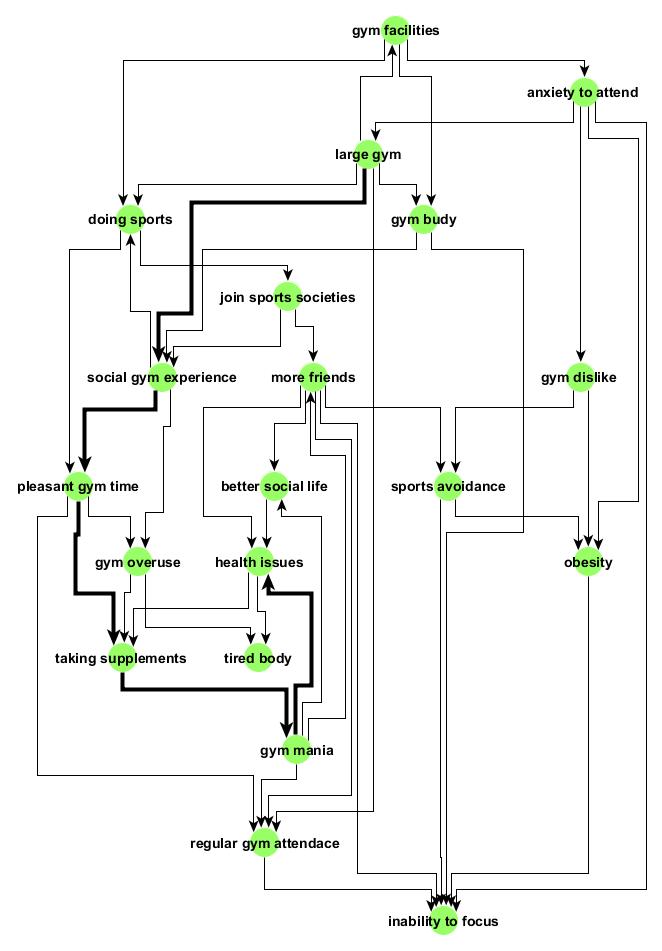 gym facilities
anxiety to attend
large gym
doing sports
gym budy
join sports societies
social gym experience
more friends
gym dislike
pleasant gym time
better social life
sports avoidance
gym overuse
health issues
obesity
taking supplements
tired body
gym mania
regular gym attendace
inability to focus